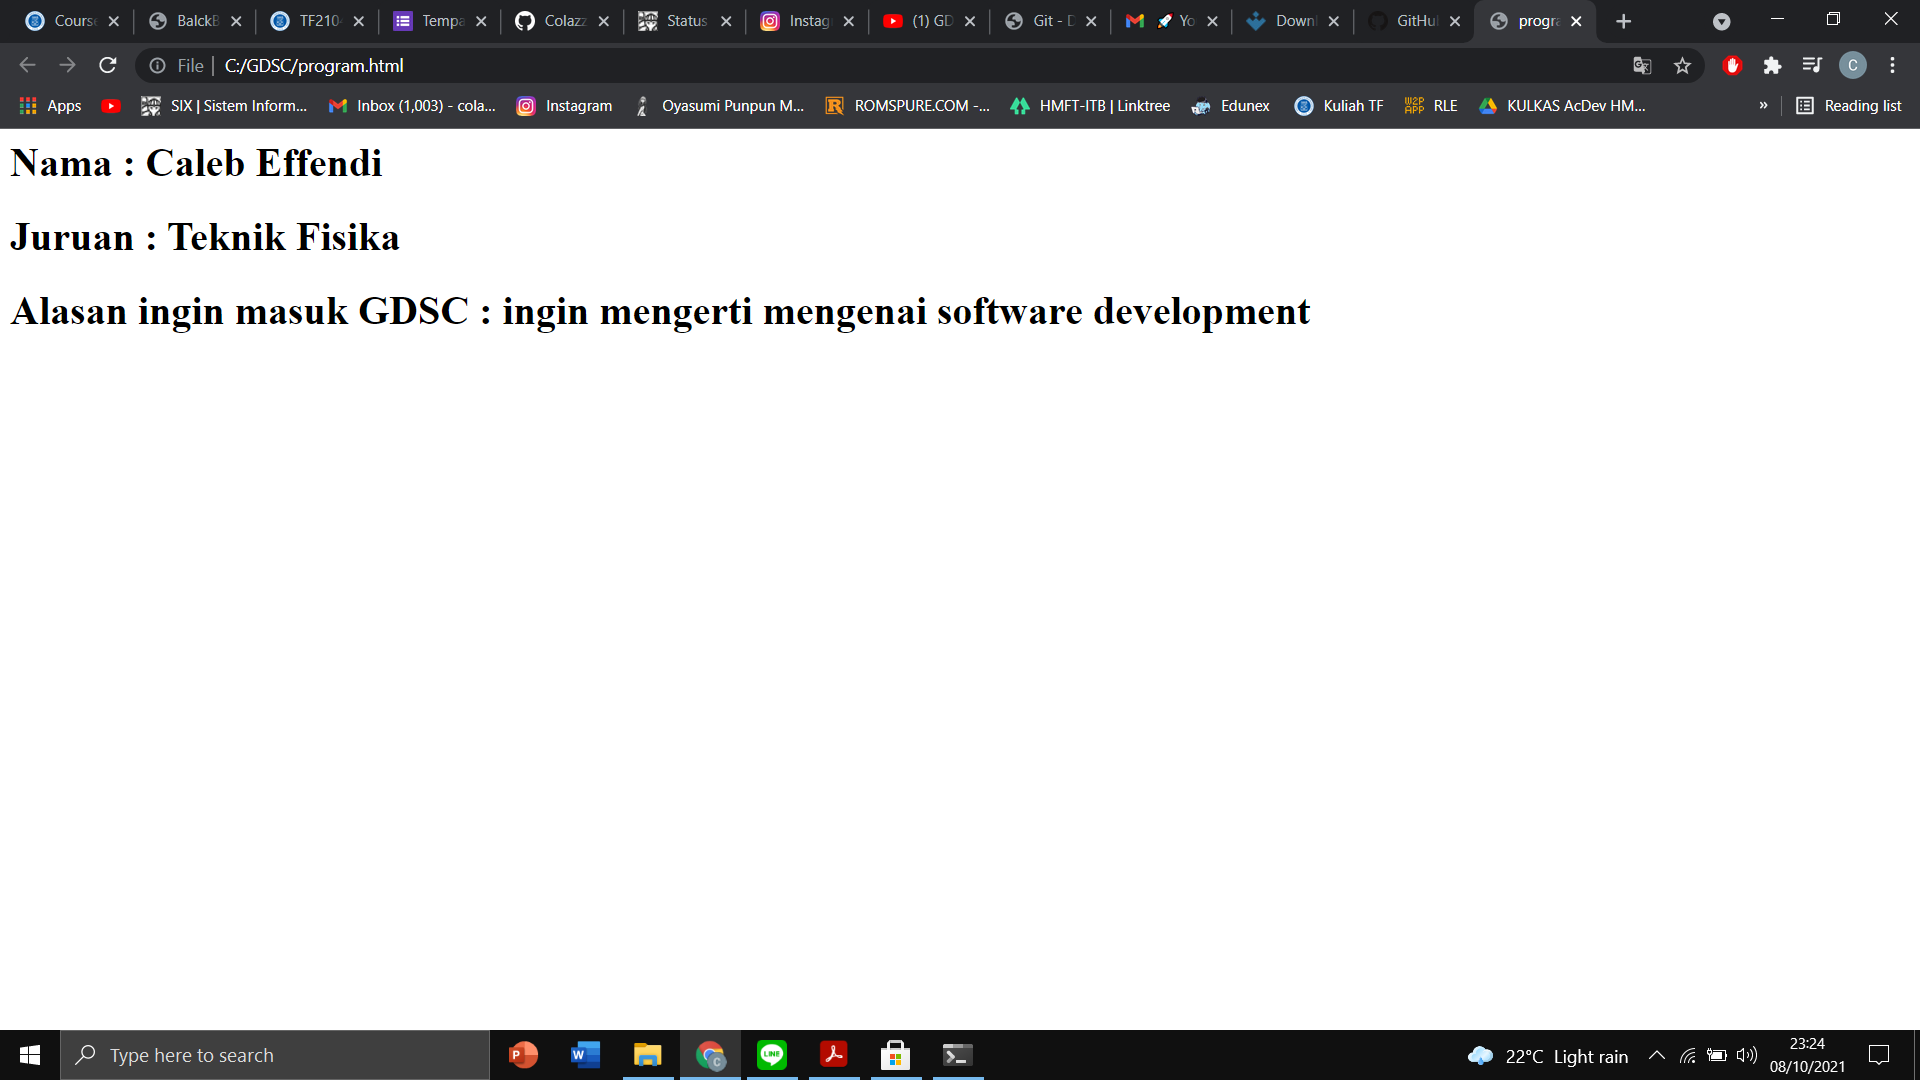 Course
BalckB
TF2104
Tempa
Colazz
Status
Instag
(1) GD
Git - D
Yo
Downl
GitHu
progra
File
C:/GDSC/program.html
C
Apps
SIX | Sistem Inform...
Inbox (1,003) - cola...
Instagram
Oyasumi Punpun M...
ROMSPURE.COM -...
HMFT-ITB | Linktree
Edunex
Kuliah TF
RLE
KULKAS AcDev HM...
»
Reading list
Nama : Caleb Effendi
Juruan : Teknik Fisika
Alasan ingin masuk GDSC : ingin mengerti mengenai software development
Type here to search
22°C Light rain
23:24
08/10/2021